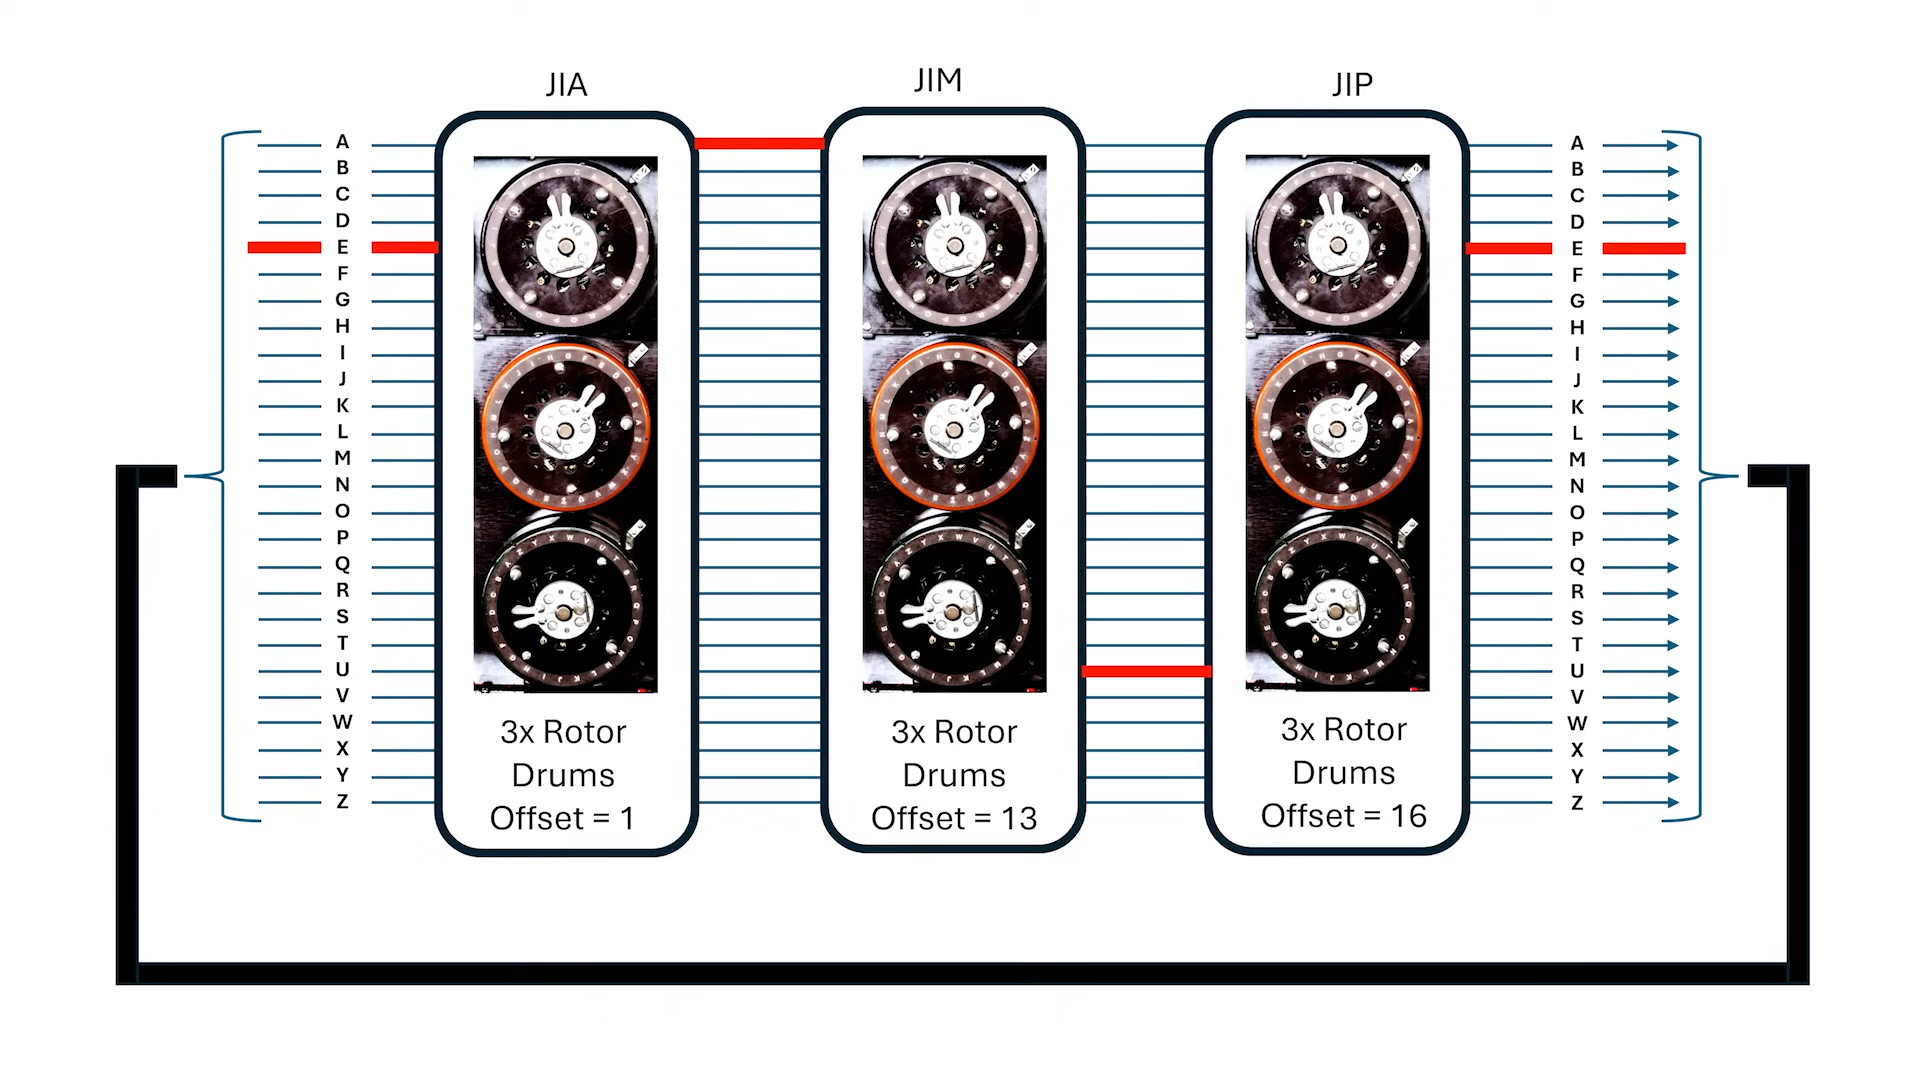 JIA
JIM
JIP
A
B
C
D
E
F
G
H
I
J
K
L
M
N
O
P
Q
R
S
T
U
V
W
X
Y
Z
3x Rotor
Drums
Offset = 1
3x Rotor
Drums
Offset = 13
3x Rotor
Drums
Offset = 16
A
B
C
D
E
F
G
H
I
J
K
L
M
N
O
P
Q
R
S
T
U
V
W
X
Y
Z